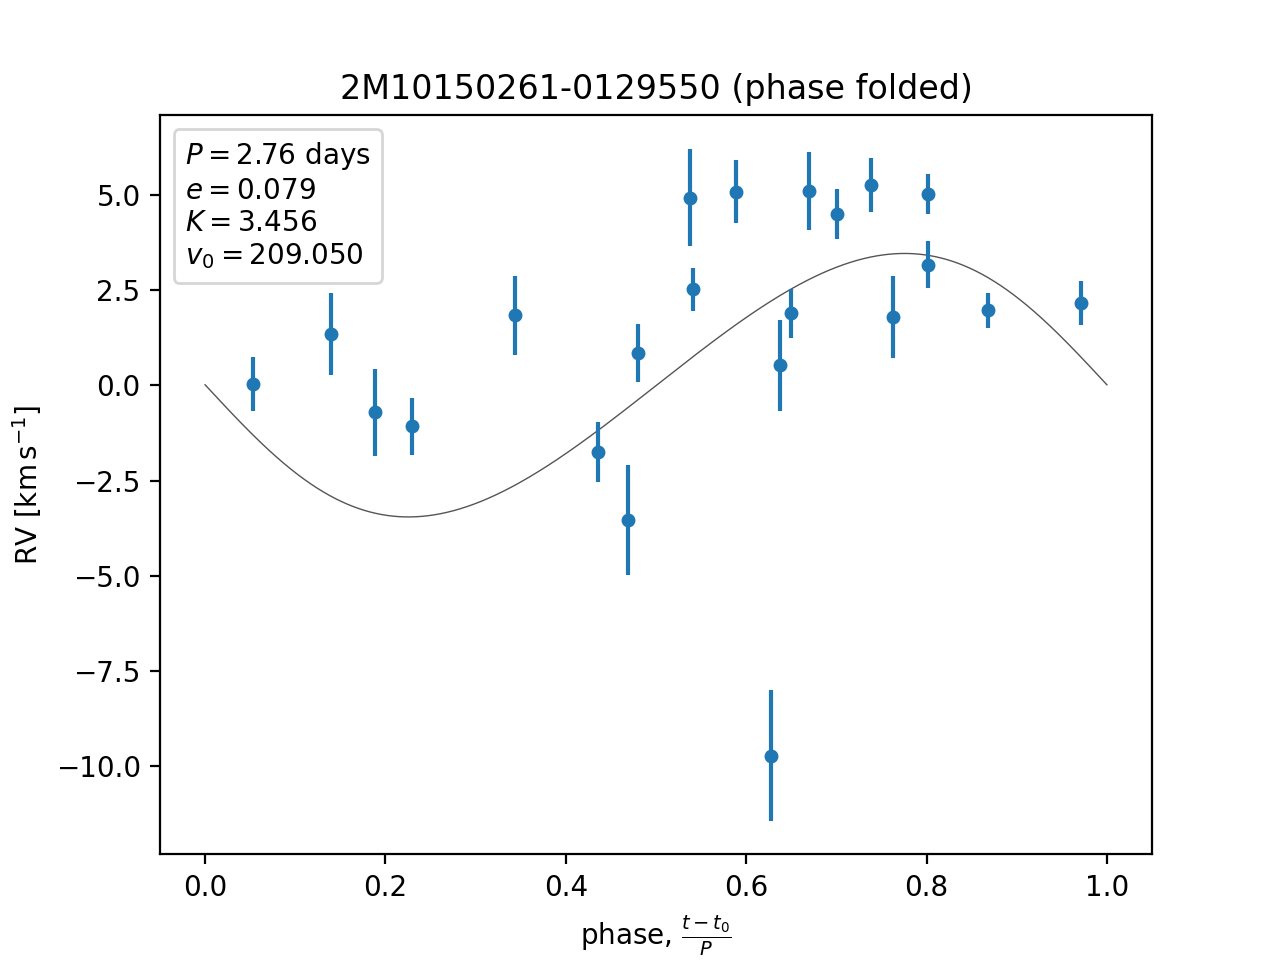 2M10150261-0129550 (phase folded)
P = 2.76 days
e = 0.079
K = 3.456
v₀ = 209.050
RV [km s⁻¹]
5.0
2.5
0.0
−2.5
−5.0
−7.5
−10.0
0.0 0.2 0.4 0.6 0.8 1.0
phase, (t − t₀)/P